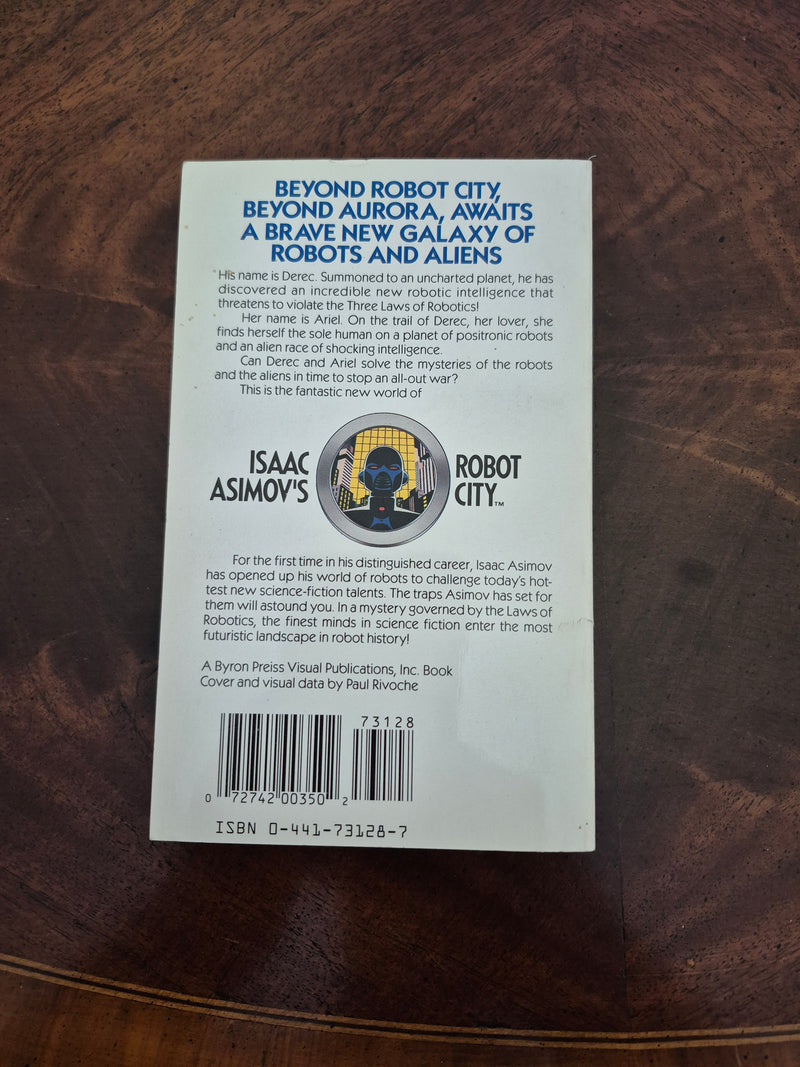 BEYOND ROBOT CITY,
BEYOND AURORA, AWAITS
A BRAVE NEW GALAXY OF
ROBOTS AND ALIENS
His name is Derec. Summoned to an uncharted planet, he has
discovered an incredible new robotic intelligence that
threatens to violate the Three Laws of Robotics!
Her name is Ariel. On the trail of Derec, her lover, she
finds herself the sole human on a planet of positronic robots
and an alien race of shocking intelligence.
Can Derec and Ariel solve the mysteries of the robots
and the aliens in time to stop an all-out war?
This is the fantastic new world of
ISAAC
ASIMOV'S
ROBOT
CITY™
For the first time in his distinguished career, Isaac Asimov
has opened up his world of robots to challenge today's hot-
test new science-fiction talents. The traps Asimov has set for
them will astound you. In a mystery governed by the Laws of
Robotics, the finest minds in science fiction enter the most
futuristic landscape in robot history!
A Byron Preiss Visual Publications, Inc. Book
Cover and visual data by Paul Rivoche
73128
0 72742 00350 2
ISBN 0-441-73128-7